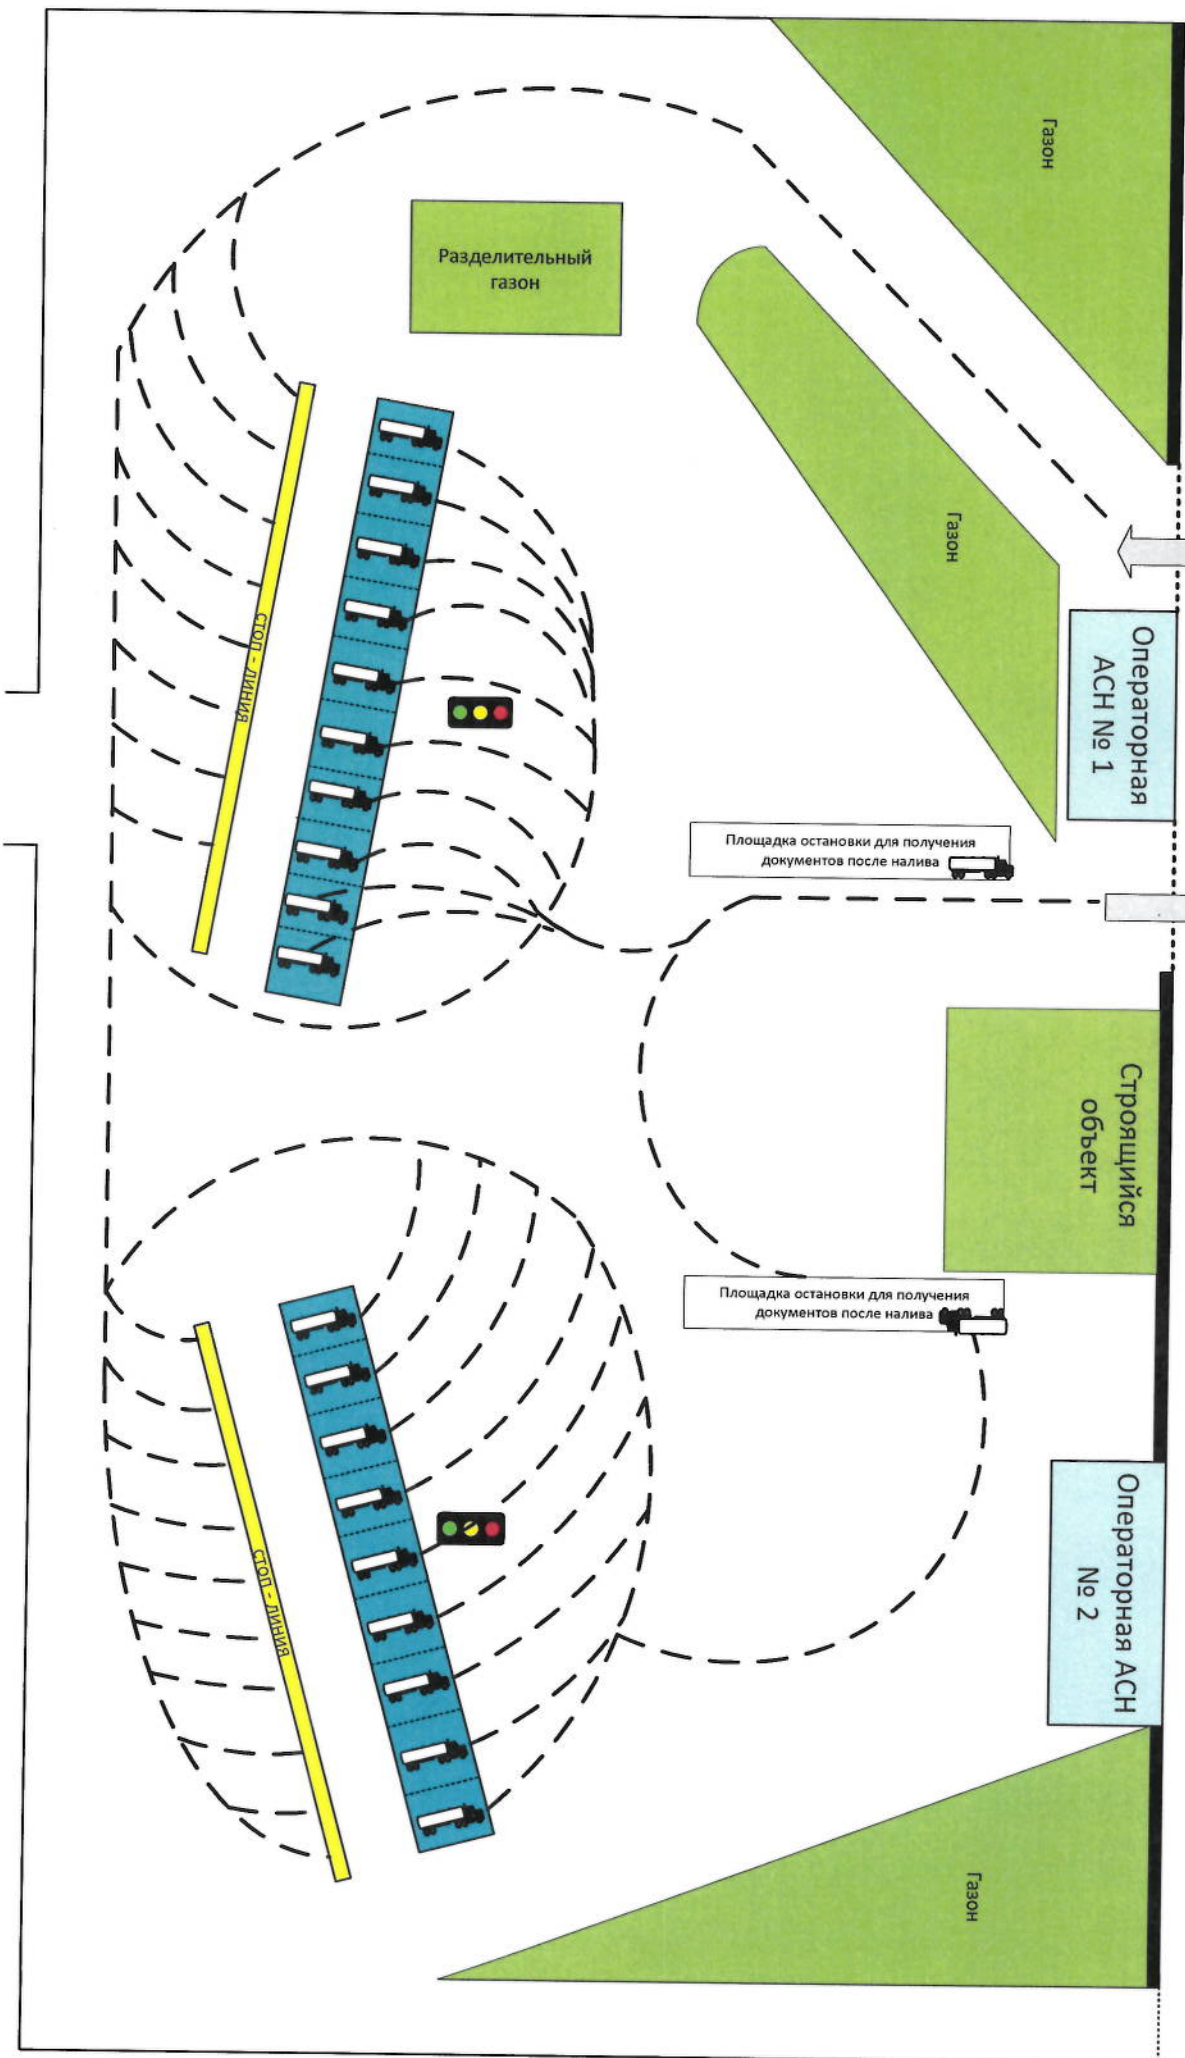 Газон
Разделительный
газон
Газон
Операторная
АСН № 1
стоп - линия
Площадка остановки для получения
документов после налива
Строящийся
объект
Площадка остановки для получения
документов после налива
Операторная АСН
№ 2
стоп - линия
Газон